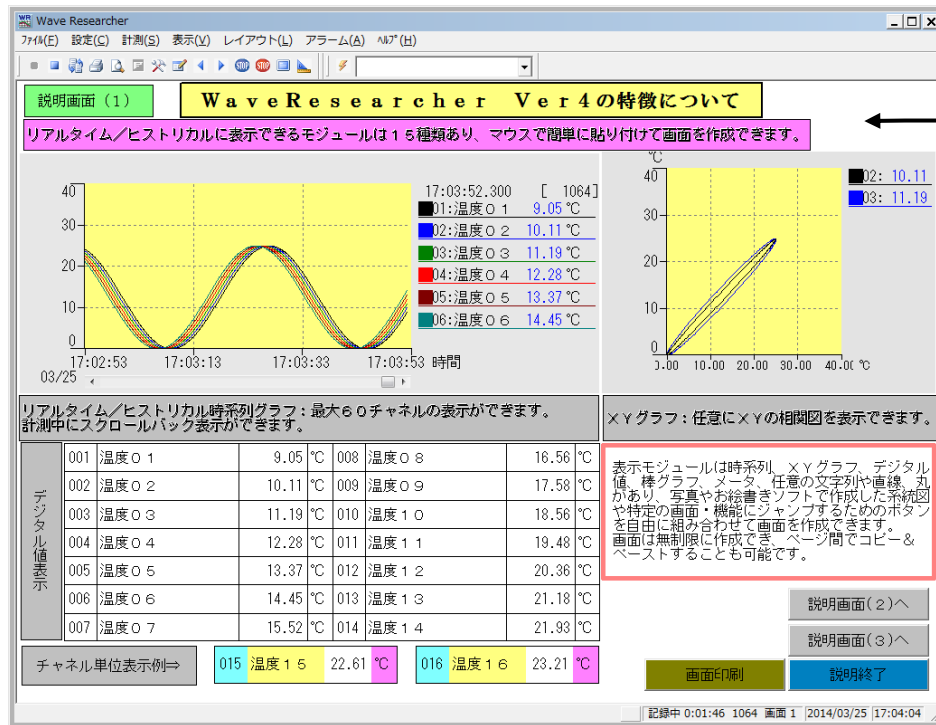 Wave Researcher
ファイル(F) 設定(C) 計測(S) 表示(V) レイアウト(L) アラーム(A) ヘルプ(H)
説明画面（1）
ＷａｖｅＲｅｓｅａｒｃｈｅｒ　Ｖｅｒ４の特徴について
リアルタイム／ヒストリカルに表示できるモジュールは１５種類あり、マウスで簡単に貼り付けて画面を作成できます。
40
30
20
10
0
17:02:53 17:03:13 17:03:33 17:03:53 時間
03/25
17:03:52.300 [ 1064]
01:温度０１ 9.05 ℃
02:温度０２ 10.11 ℃
03:温度０３ 11.19 ℃
04:温度０４ 12.28 ℃
05:温度０５ 13.37 ℃
06:温度０６ 14.45 ℃
℃
40
30
20
10
0
10.00 20.00 30.00 ℃
02: 10.11
03: 11.19
リアルタイム／ヒストリカル時系列グラフ：最大６０チャネルの表示ができます。
計測中にスクロールバック表示ができます。
ＸＹグラフ：任意にＸＹの相関図を表示できます。
デジタル値表示
001 温度０１ 9.05 ℃ 008 温度０８ 16.56 ℃
002 温度０２ 10.11 ℃ 009 温度０９ 17.58 ℃
003 温度０３ 11.19 ℃ 010 温度１０ 18.56 ℃
004 温度０４ 12.28 ℃ 011 温度１１ 19.48 ℃
005 温度０５ 13.37 ℃ 012 温度１２ 20.36 ℃
006 温度０６ 14.45 ℃ 013 温度１３ 21.18 ℃
007 温度０７ 15.52 ℃ 014 温度１４ 21.93 ℃
表示モジュールは時系列、ＸＹグラフ、デジタル
値、棒グラフ、メータ、任意の文字列や直線、丸
があり、写真やお絵書きソフトで作成した系統図
や特定の画面・機能にジャンプするためのボタン
を自由に組み合わせて画面を作成できます。
画面は無制限に作成でき、ページ間でコピー＆
ペーストすることも可能です。
説明画面(２)へ
説明画面(３)へ
チャネル単位表示例⇒ 015 温度１５ 22.61 ℃ 016 温度１６ 23.21 ℃
画面印刷 説明終了
記録中 0:01:46 1064 画面 1 2014/03/25 17:04:04